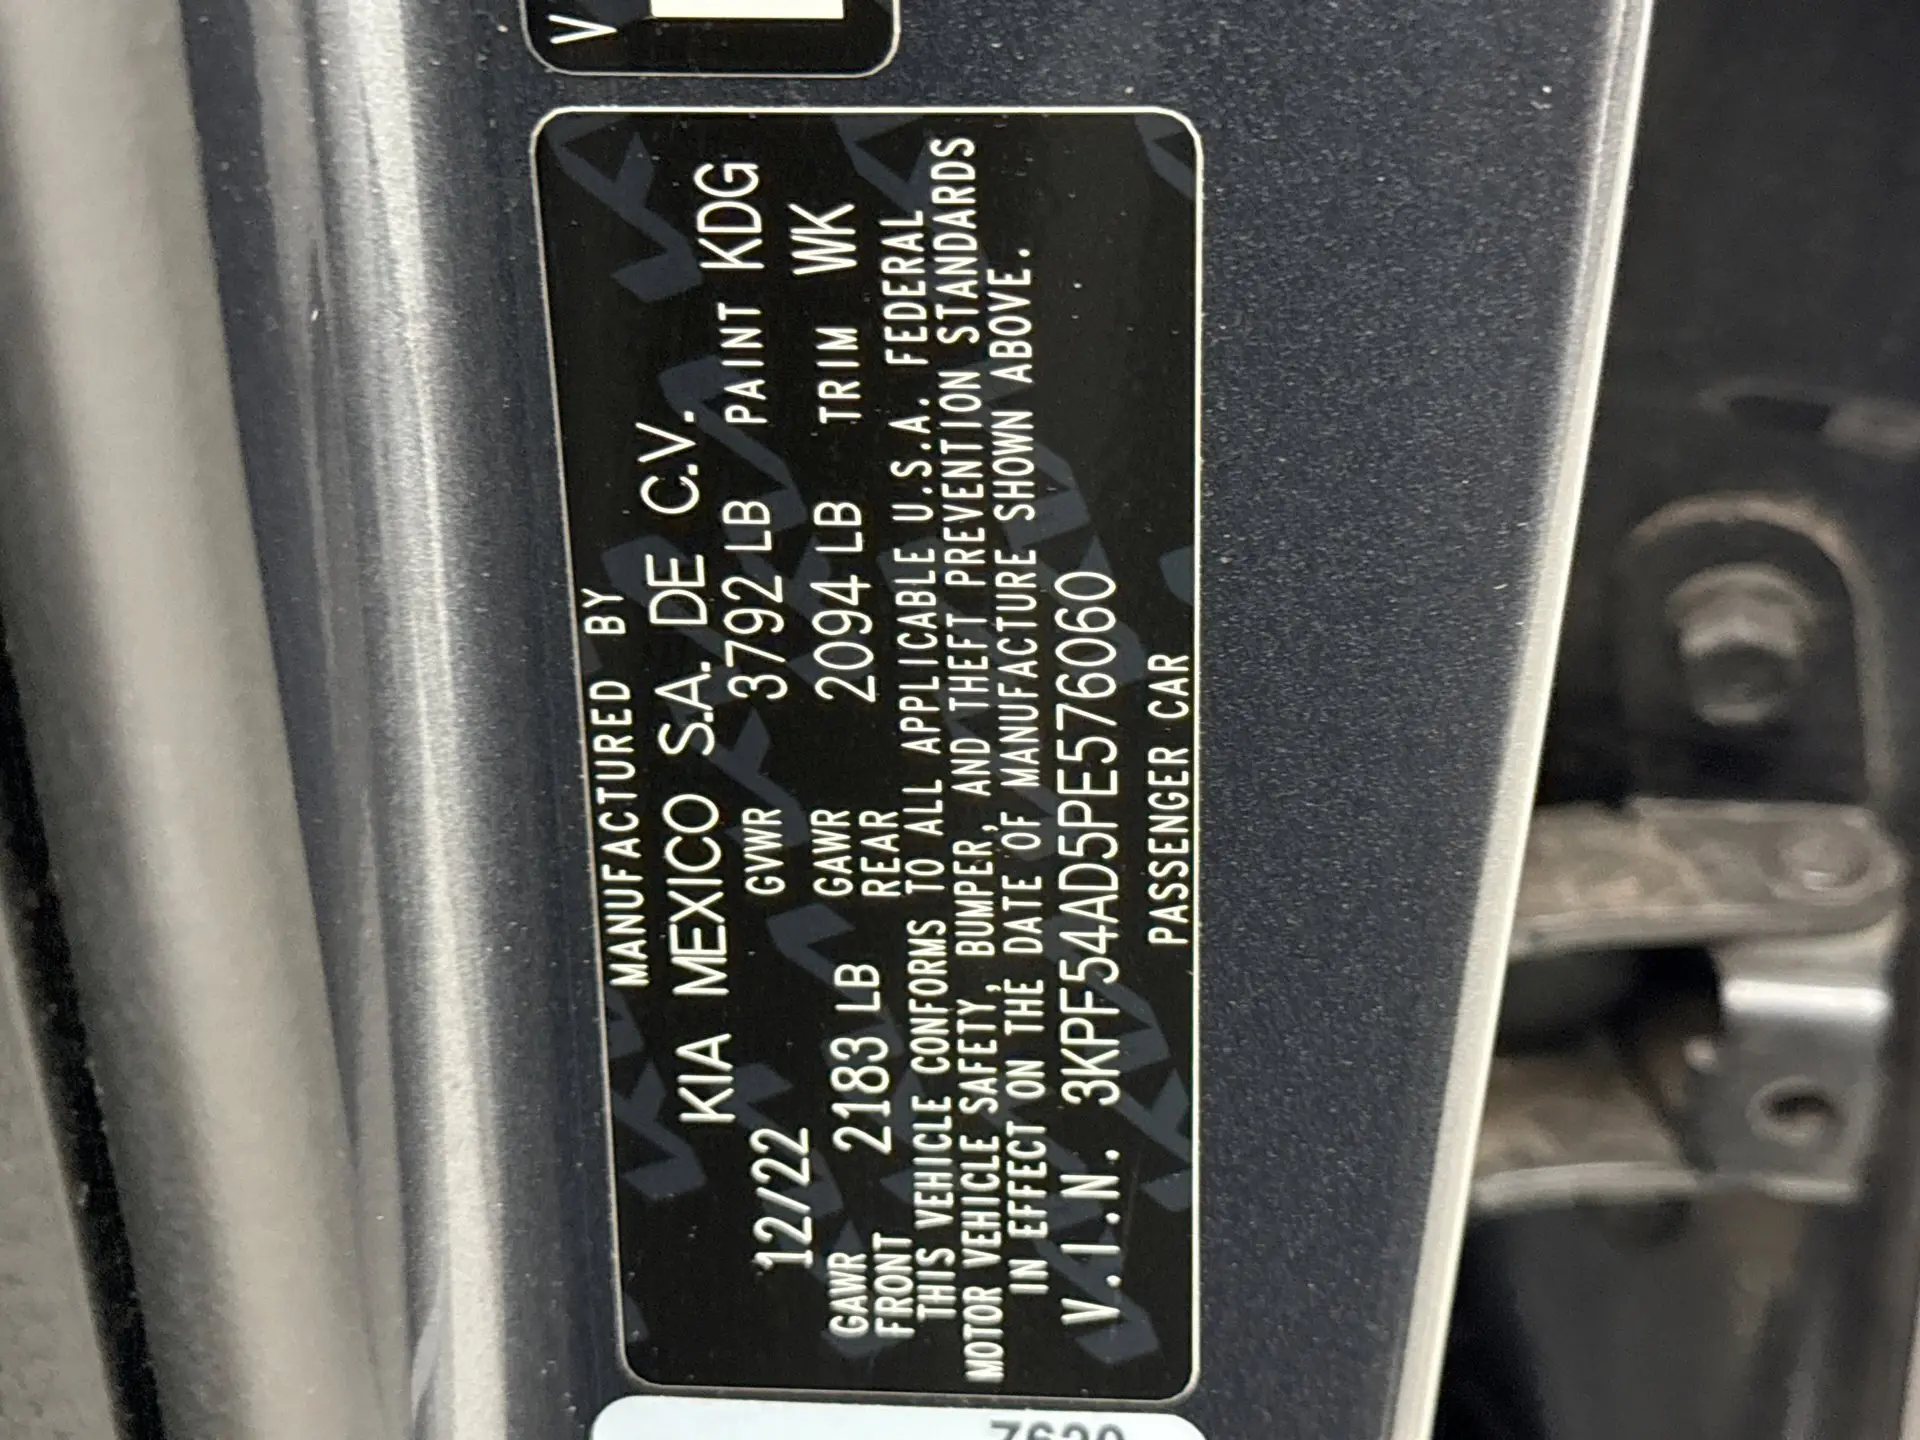 V
MANUFACTURED BY
KIA MEXICO S.A. DE C.V.
12/22 GVWR 3792 LB PAINT KDG
GAWR FRONT 2183 LB GAWR REAR 2094 LB TRIM WK
THIS VEHICLE CONFORMS TO ALL APPLICABLE U.S.A. FEDERAL
MOTOR VEHICLE SAFETY, BUMPER, AND THEFT PREVENTION STANDARDS
IN EFFECT ON THE DATE OF MANUFACTURE SHOWN ABOVE.
V.I.N. 3KPF54AD5PE576060
PASSENGER CAR